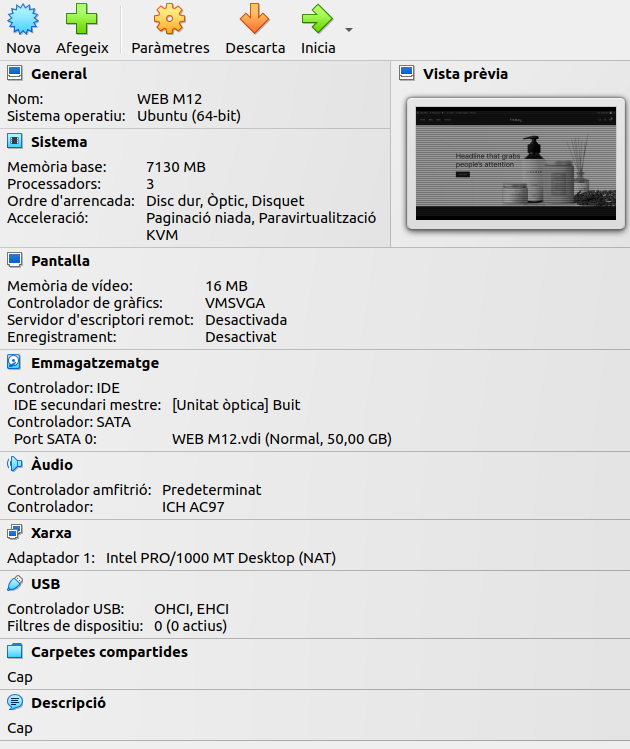 Nova Afegeix Paràmetres Descarta Inicia
General
Nom: WEB M12
Sistema operatiu: Ubuntu (64-bit)
Sistema
Memòria base: 7130 MB
Processadors: 3
Ordre d'arrencada: Disc dur, Òptic, Disquet
Acceleració: Paginació niada, Paravirtualització
KVM
Vista prèvia
Headline that grabs
people's attention
Pantalla
Memòria de vídeo: 16 MB
Controlador de gràfics: VMSVGA
Servidor d'escriptori remot: Desactivada
Enregistrament: Desactivat
Emmagatzematge
Controlador: IDE
IDE secundari mestre: [Unitat òptica] Buit
Controlador: SATA
Port SATA 0: WEB M12.vdi (Normal, 50,00 GB)
Àudio
Controlador amfitrió: Predeterminat
Controlador: ICH AC97
Xarxa
Adaptador 1: Intel PRO/1000 MT Desktop (NAT)
USB
Controlador USB: OHCI, EHCI
Filtres de dispositiu: 0 (0 actius)
Carpetes compartides
Cap
Descripció
Cap